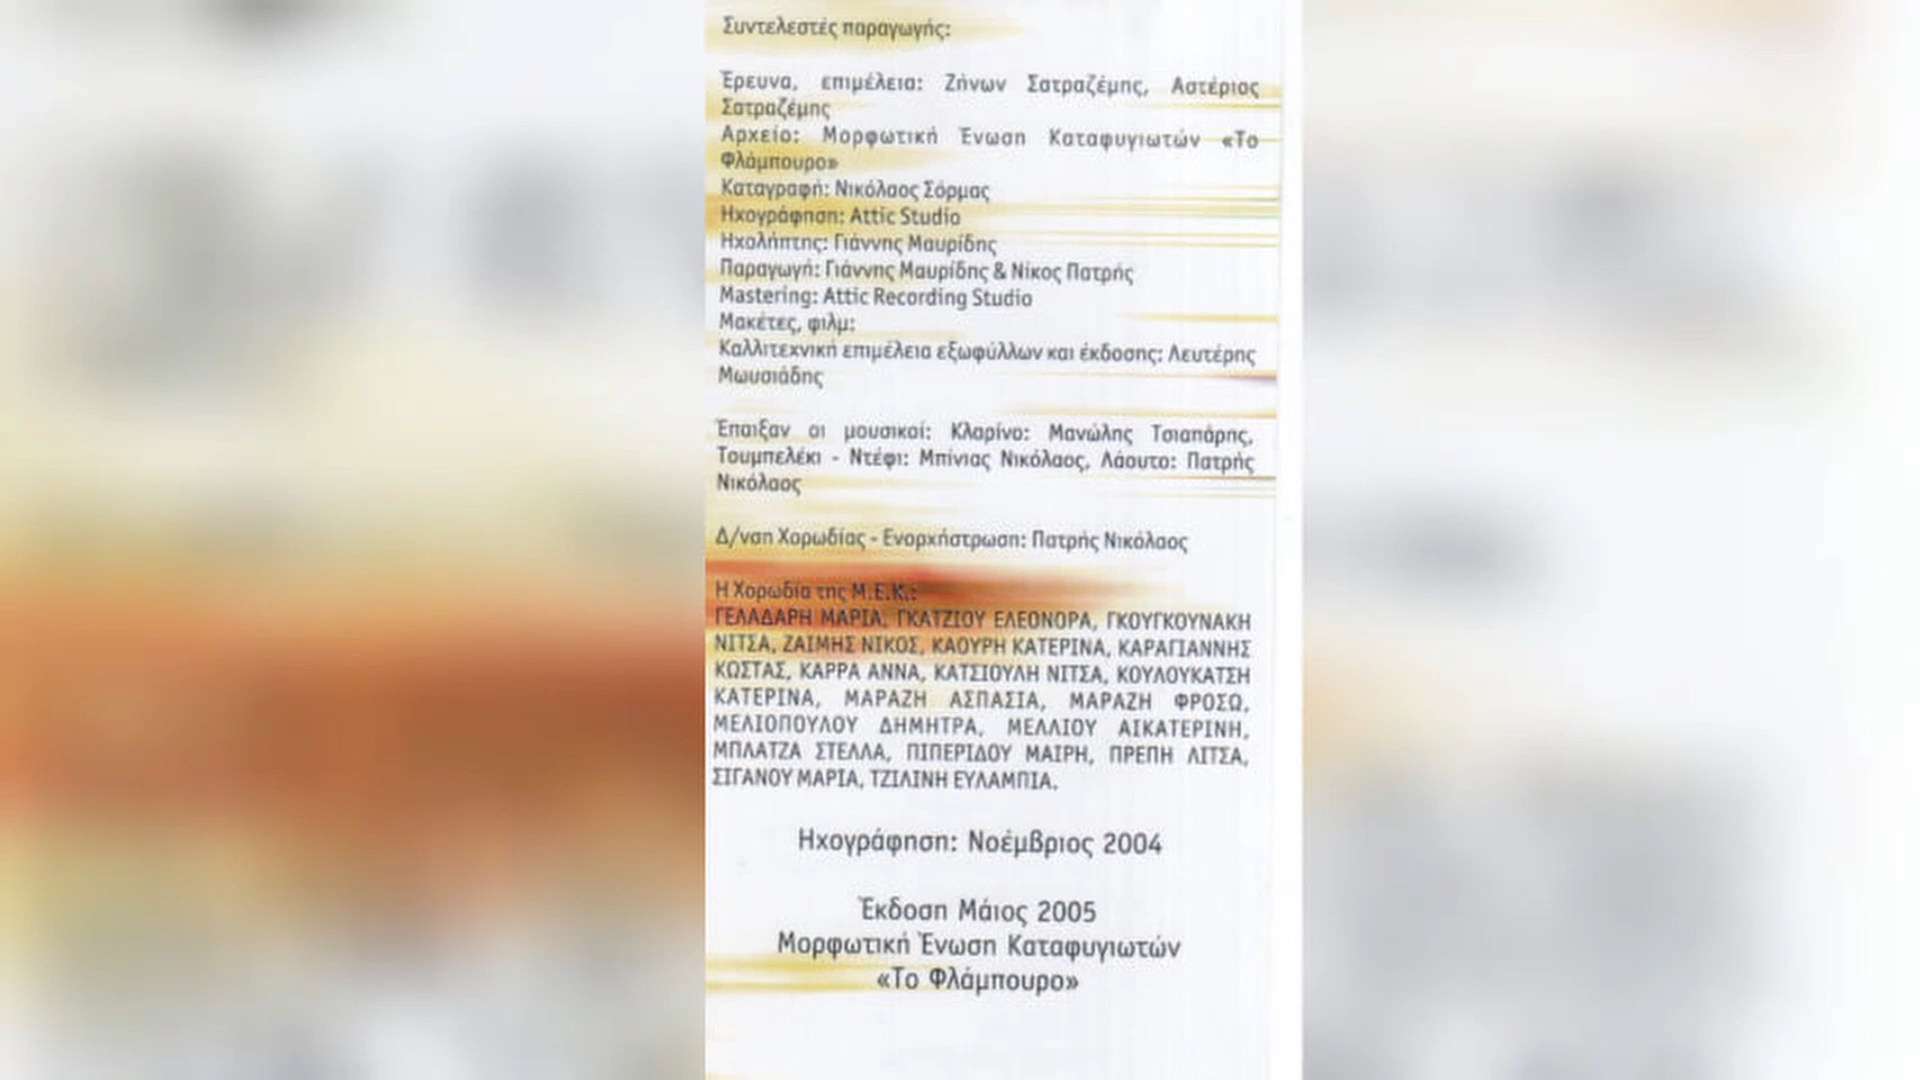 Συντελεστές παραγωγής:
Έρευνα, επιμέλεια: Ζήνων Σατραζέμης, Αστέριος
Σατραζέμης
Αρχείο: Μορφωτική Ένωση Καταφυγιωτών «Το
Φλάμπουρο»
Καταγραφή: Νικόλαος Σόρμας
Ηχογράφηση: Attic Studio
Ηχολήπτης: Γιάννης Μαυρίδης
Παραγωγή: Γιάννης Μαυρίδης & Νίκος Πατρής
Mastering: Attic Recording Studio
Μακέτες, φιλμ:
Καλλιτεχνική επιμέλεια εξωφύλλων και έκδοσης: Λευτέρης
Μωυσιάδης
Έπαιξαν οι μουσικοί: Κλαρίνο: Μανώλης Τσιαπάρης,
Τουμπελέκι - Ντέφι: Μπίνιας Νικόλαος, Λάουτο: Πατρής
Νικόλαος
Δ/νση Χορωδίας - Ενορχήστρωση: Πατρής Νικόλαος
Η Χορωδία της Μ.Ε.Κ.:
ΓΕΛΑΔΑΡΗ ΜΑΡΙΑ, ΓΚΑΤΖΙΟΥ ΕΛΕΟΝΟΡΑ, ΓΚΟΥΓΚΟΥΝΑΚΗ
ΝΙΤΣΑ, ΖΑΙΜΗΣ ΝΙΚΟΣ, ΚΑΟΥΡΗ ΚΑΤΕΡΙΝΑ, ΚΑΡΑΓΙΑΝΝΗΣ
ΚΩΣΤΑΣ, ΚΑΡΡΑ ΑΝΝΑ, ΚΑΤΣΙΟΥΛΗ ΝΙΤΣΑ, ΚΟΥΛΟΥΚΑΤΣΗ
ΚΑΤΕΡΙΝΑ, ΜΑΡΑΖΗ ΑΣΠΑΣΙΑ, ΜΑΡΑΖΗ ΦΡΟΣΩ,
ΜΕΛΙΟΠΟΥΛΟΥ ΔΗΜΗΤΡΑ, ΜΕΛΛΙΟΥ ΑΙΚΑΤΕΡΙΝΗ,
ΜΠΛΑΤΖΑ ΣΤΕΛΛΑ, ΠΙΠΕΡΙΔΟΥ ΜΑΙΡΗ, ΠΡΕΠΗ ΛΙΤΣΑ,
ΣΙΓΑΝΟΥ ΜΑΡΙΑ, ΤΖΙΛΙΝΗ ΕΥΛΑΜΠΙΑ.
Ηχογράφηση: Νοέμβριος 2004
Έκδοση Μάιος 2005
Μορφωτική Ένωση Καταφυγιωτών
«Το Φλάμπουρο»